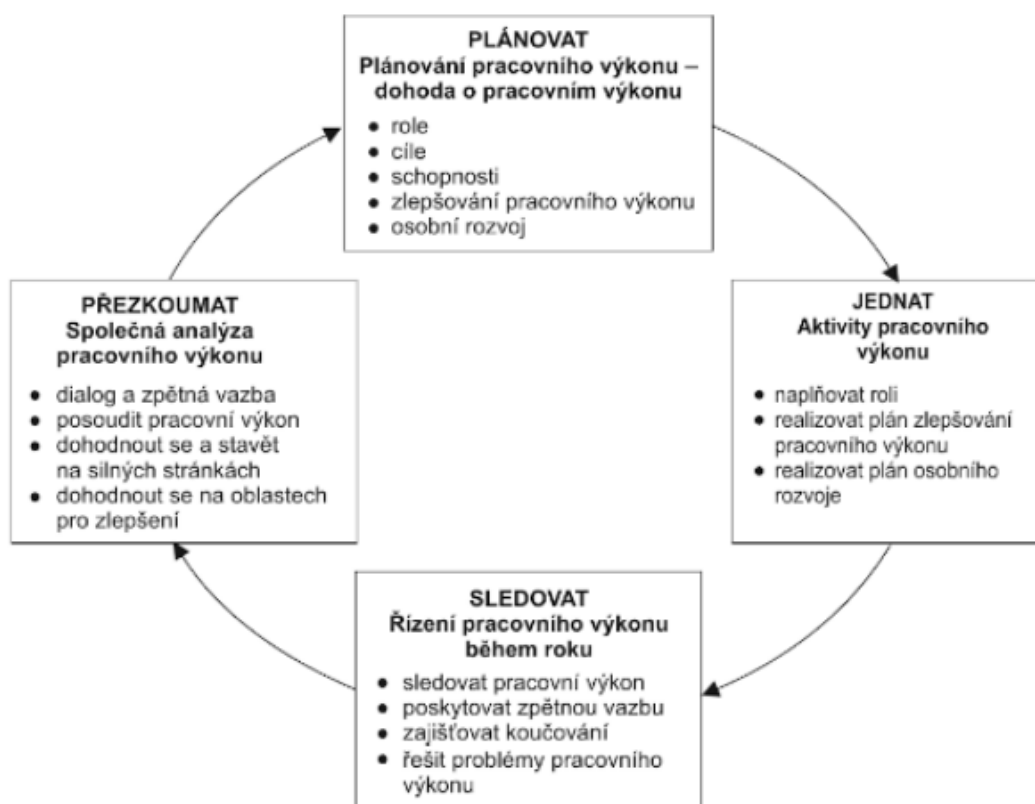 PLÁNOVAT
Plánování pracovního výkonu –
dohoda o pracovním výkonu
● role
● cíle
● schopnosti
● zlepšování pracovního výkonu
● osobní rozvoj
JEDNAT
Aktivity pracovního
výkonu
● naplňovat roli
● realizovat plán zlepšování
pracovního výkonu
● realizovat plán osobního
rozvoje
SLEDOVAT
Řízení pracovního výkonu
během roku
● sledovat pracovní výkon
● poskytovat zpětnou vazbu
● zajišťovat koučování
● řešit problémy pracovního
výkonu
PŘEZKOUMAT
Společná analýza
pracovního výkonu
● dialog a zpětná vazba
● posoudit pracovní výkon
● dohodnout se a stavět
na silných stránkách
● dohodnout se na oblastech
pro zlepšení